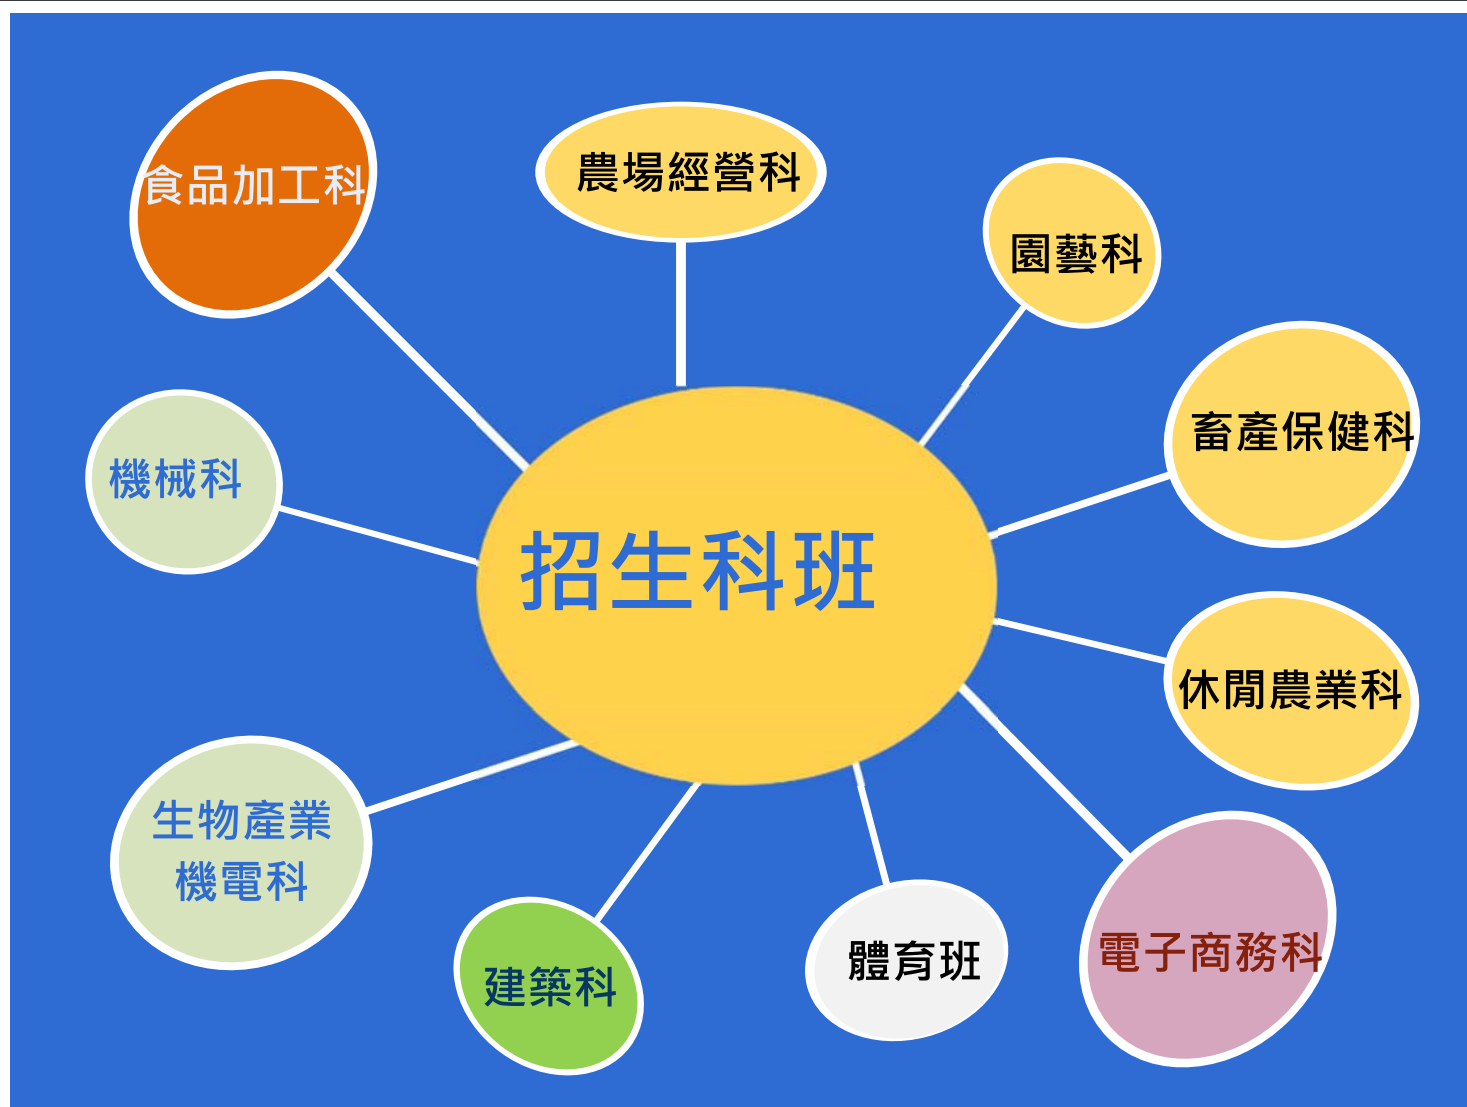 食品加工科
農場經營科
園藝科
畜產保健科
機械科
招生科班
休閒農業科
生物產業
機電科
建築科
體育班
電子商務科